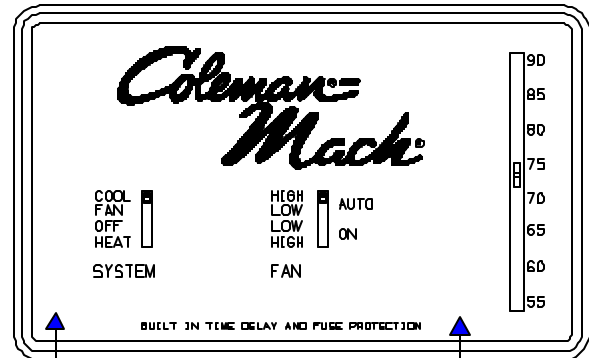 Coleman
Mach
COOL
FAN
OFF
HEAT
SYSTEM
HIGH
LOW
LOW
HIGH
AUTO
ON
FAN
90
85
80
75
70
65
60
55
BUILT IN TIME DELAY AND FUSE PROTECTION